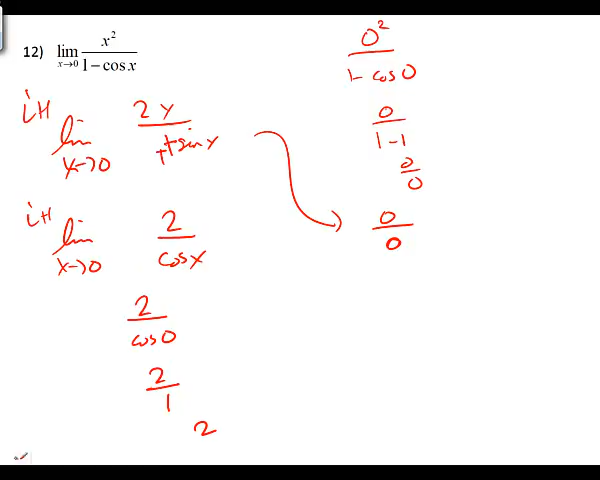 12) lim x→0 x² / 1 − cos x
0² / 1 - cos 0
0 / 1 - 1
0 / 0
lH lim x→0 2x / ++sin x
0 / 0
lH lim x→0 2 / cos x
2 / cos 0
2 / 1
2